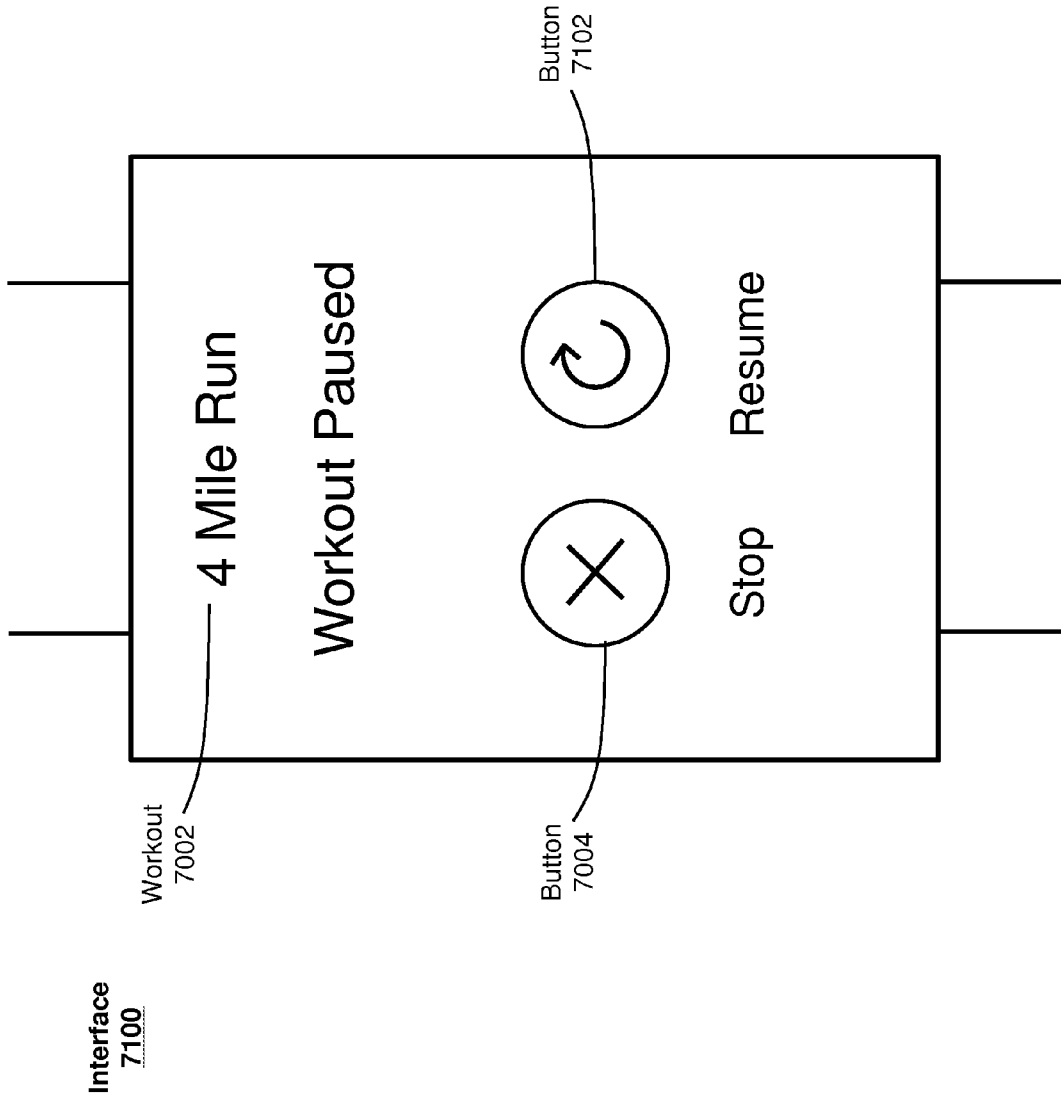 Interface
7100
Workout
7002
4 Mile Run
Workout Paused
Button
7004
Button
7102
Stop
Resume